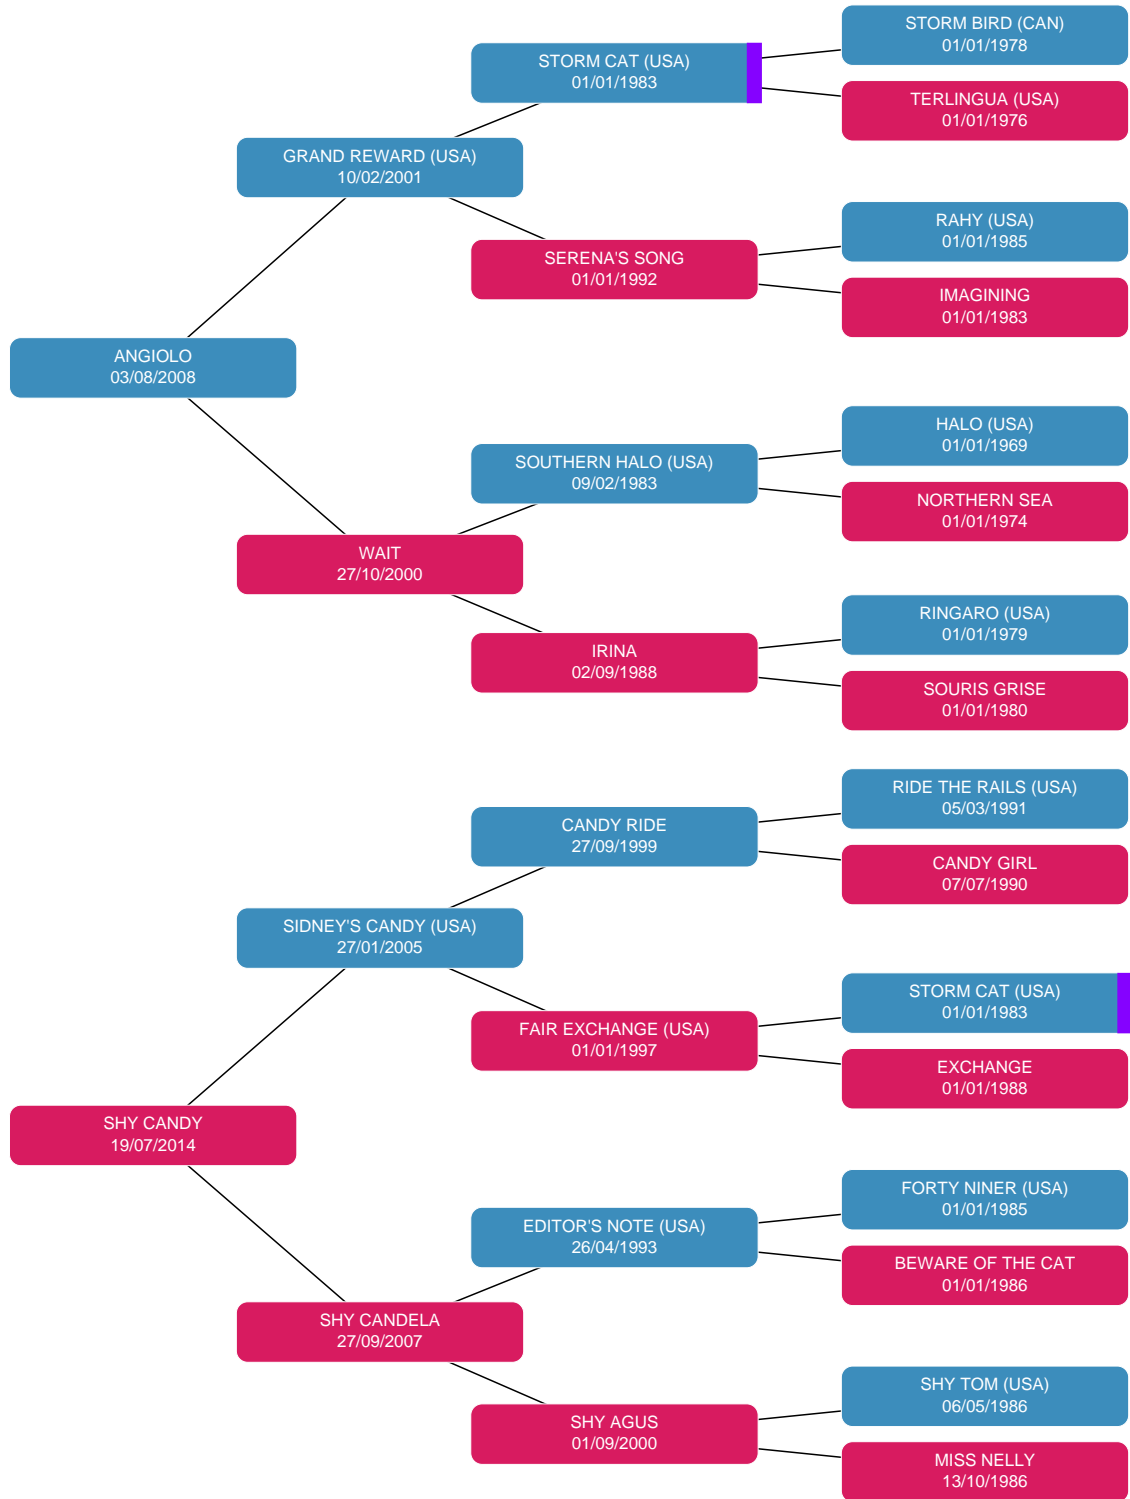 STORM BIRD (CAN)
01/01/1978
STORM CAT (USA)
01/01/1983
TERLINGUA (USA)
01/01/1976
GRAND REWARD (USA)
10/02/2001
RAHY (USA)
01/01/1985
SERENA'S SONG
01/01/1992
IMAGINING
01/01/1983
ANGIOLO
03/08/2008
HALO (USA)
01/01/1969
SOUTHERN HALO (USA)
09/02/1983
NORTHERN SEA
01/01/1974
WAIT
27/10/2000
RINGARO (USA)
01/01/1979
IRINA
02/09/1988
SOURIS GRISE
01/01/1980
RIDE THE RAILS (USA)
05/03/1991
CANDY RIDE
27/09/1999
CANDY GIRL
07/07/1990
SIDNEY'S CANDY (USA)
27/01/2005
STORM CAT (USA)
01/01/1983
FAIR EXCHANGE (USA)
01/01/1997
EXCHANGE
01/01/1988
SHY CANDY
19/07/2014
FORTY NINER (USA)
01/01/1985
EDITOR'S NOTE (USA)
26/04/1993
BEWARE OF THE CAT
01/01/1986
SHY CANDELA
27/09/2007
SHY TOM (USA)
06/05/1986
SHY AGUS
01/09/2000
MISS NELLY
13/10/1986